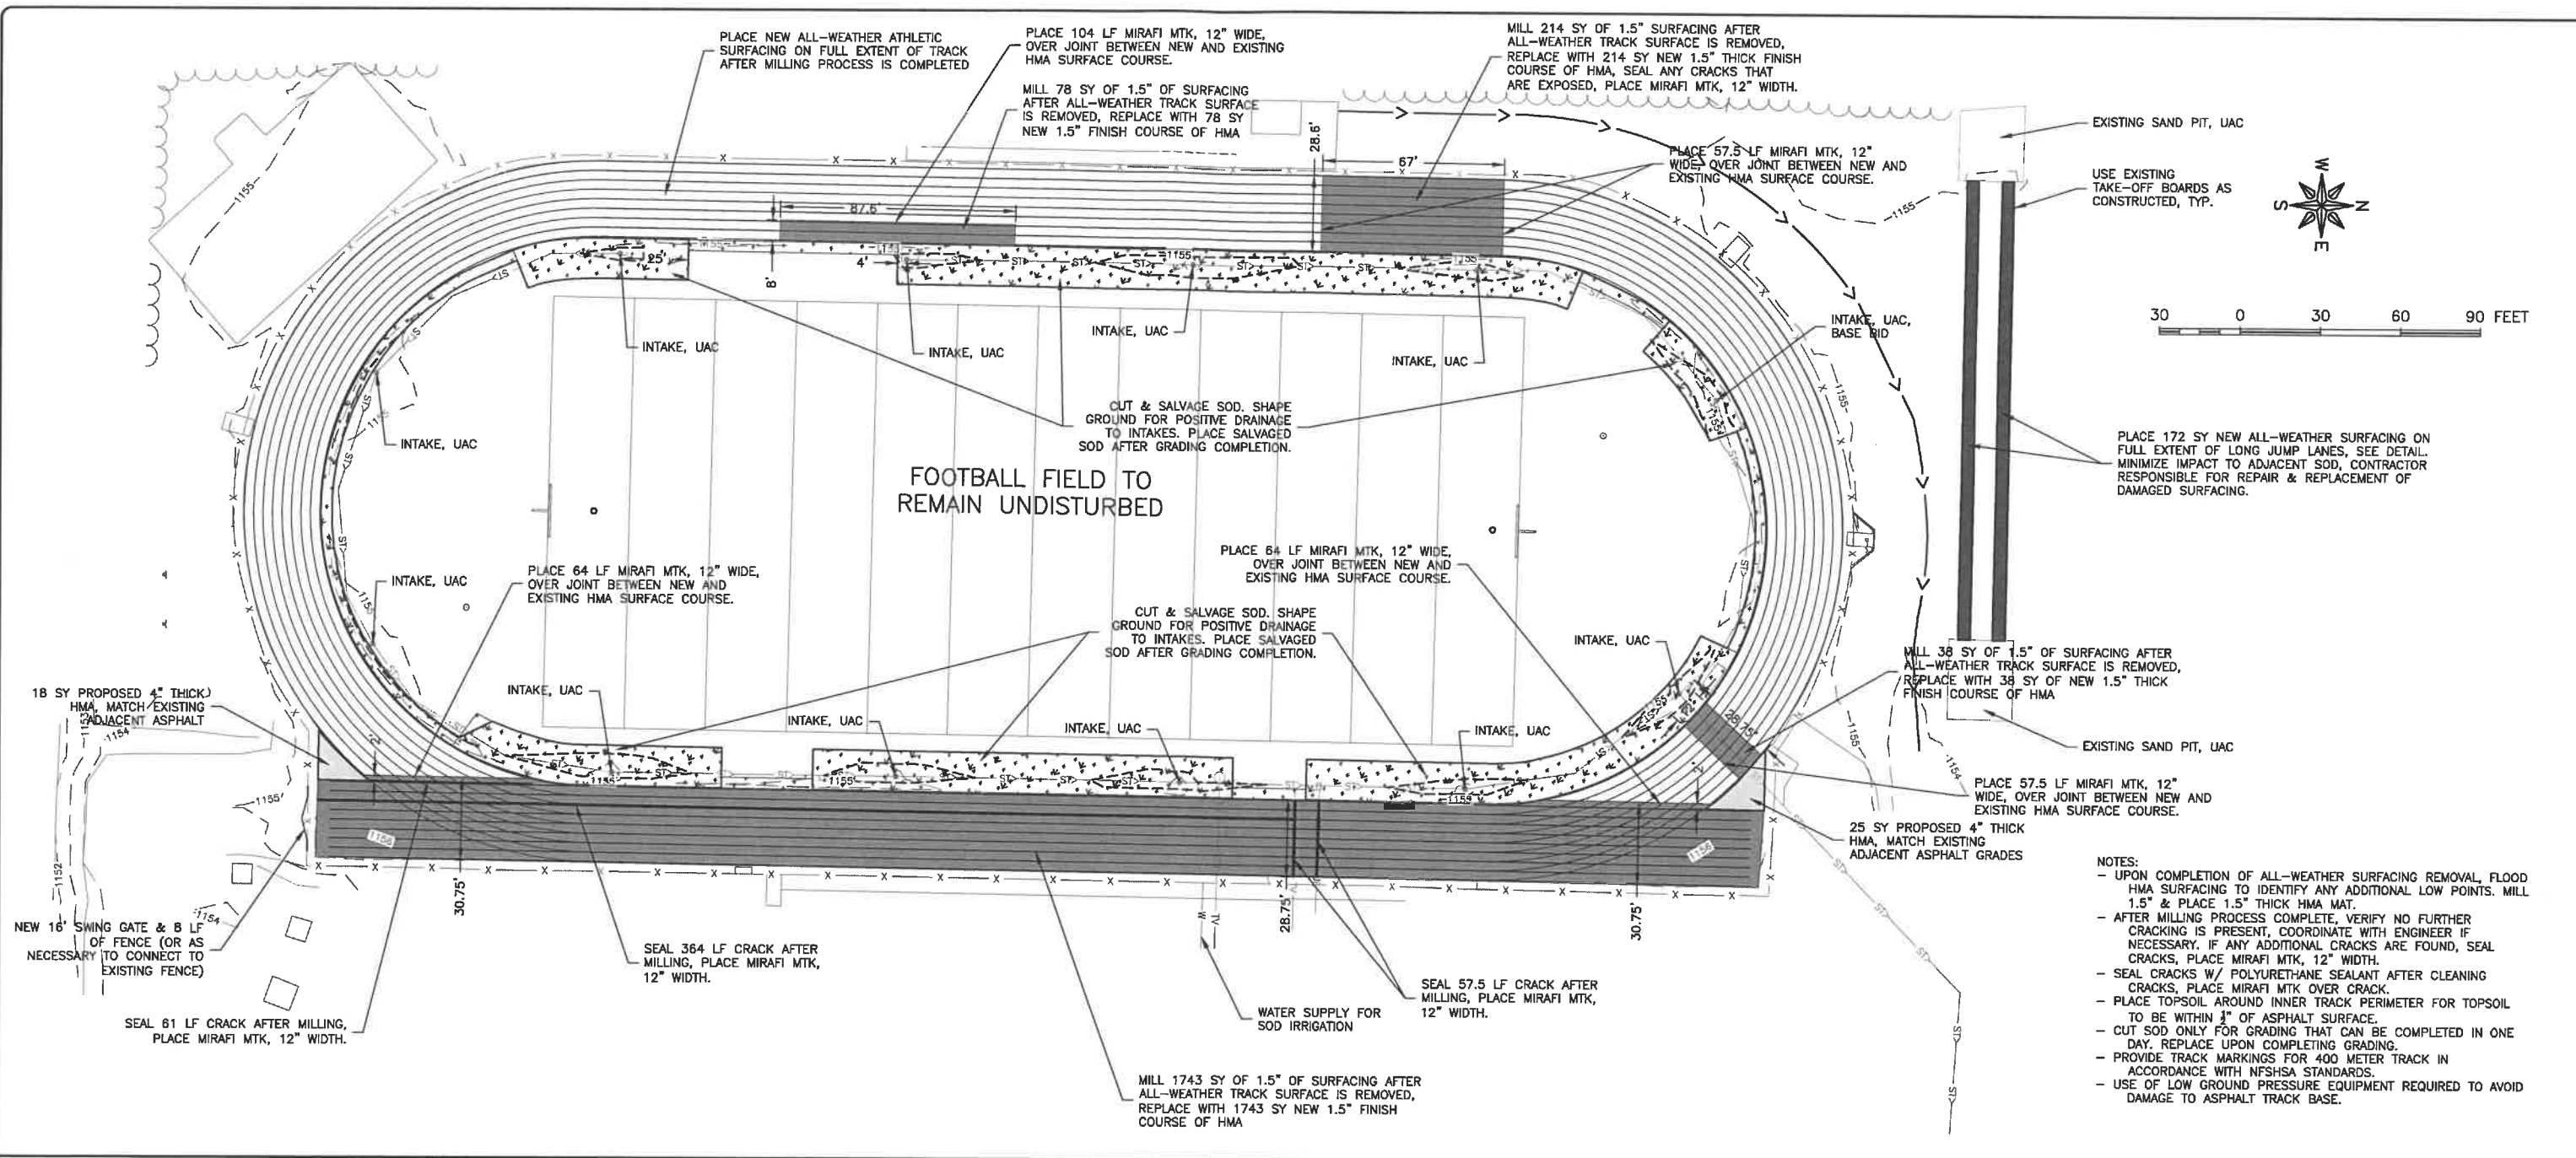 PLACE NEW ALL-WEATHER ATHLETIC
SURFACING ON FULL EXTENT OF TRACK
AFTER MILLING PROCESS IS COMPLETED
PLACE 104 LF MIRAFI MTK, 12" WIDE,
OVER JOINT BETWEEN NEW AND EXISTING
HMA SURFACE COURSE.
MILL 78 SY OF 1.5" OF SURFACING
AFTER ALL-WEATHER TRACK SURFACE
IS REMOVED, REPLACE WITH 78 SY
NEW 1.5" FINISH COURSE OF HMA
MILL 214 SY OF 1.5" SURFACING AFTER
ALL-WEATHER TRACK SURFACE IS REMOVED,
REPLACE WITH 214 SY NEW 1.5" THICK FINISH
COURSE OF HMA, SEAL ANY CRACKS THAT
ARE EXPOSED, PLACE MIRAFI MTK, 12" WIDTH.
PLACE 57.5 LF MIRAFI MTK, 12"
WIDE, OVER JOINT BETWEEN NEW AND
EXISTING HMA SURFACE COURSE.
28.6'
67'
87.6'
8'
4'
25'
EXISTING SAND PIT, UAC
USE EXISTING
TAKE-OFF BOARDS AS
CONSTRUCTED, TYP.
W
S
N
E
30 0 30 60 90 FEET
1155
1155
1155
INTAKE, UAC
INTAKE, UAC
INTAKE, UAC
INTAKE, UAC
INTAKE, UAC,
BASE BID
CUT & SALVAGE SOD. SHAPE
GROUND FOR POSITIVE DRAINAGE
TO INTAKES. PLACE SALVAGED
SOD AFTER GRADING COMPLETION.
INTAKE, UAC
FOOTBALL FIELD TO
REMAIN UNDISTURBED
PLACE 172 SY NEW ALL-WEATHER SURFACING ON
FULL EXTENT OF LONG JUMP LANES, SEE DETAIL.
MINIMIZE IMPACT TO ADJACENT SOD, CONTRACTOR
RESPONSIBLE FOR REPAIR & REPLACEMENT OF
DAMAGED SURFACING.
INTAKE, UAC
PLACE 64 LF MIRAFI MTK, 12" WIDE,
OVER JOINT BETWEEN NEW AND
EXISTING HMA SURFACE COURSE.
PLACE 64 LF MIRAFI MTK, 12" WIDE,
OVER JOINT BETWEEN NEW AND
EXISTING HMA SURFACE COURSE.
CUT & SALVAGE SOD. SHAPE
GROUND FOR POSITIVE DRAINAGE
TO INTAKES. PLACE SALVAGED
SOD AFTER GRADING COMPLETION.
INTAKE, UAC
MILL 38 SY OF 1.5" OF SURFACING AFTER
ALL-WEATHER TRACK SURFACE IS REMOVED,
REPLACE WITH 38 SY OF NEW 1.5" THICK
FINISH COURSE OF HMA
18 SY PROPOSED 4" THICK
HMA, MATCH EXISTING
ADJACENT ASPHALT
INTAKE, UAC
INTAKE, UAC
INTAKE, UAC
INTAKE, UAC
28.75'
EXISTING SAND PIT, UAC
PLACE 57.5 LF MIRAFI MTK, 12"
WIDE, OVER JOINT BETWEEN NEW AND
EXISTING HMA SURFACE COURSE.
25 SY PROPOSED 4" THICK
HMA, MATCH EXISTING
ADJACENT ASPHALT GRADES
2'
2'
1153
1154
1155
1152
1154
1156
1156
1155
1154
30.75'
28.75'
30.75'
NEW 16' SWING GATE & 8 LF
OF FENCE (OR AS
NECESSARY TO CONNECT TO
EXISTING FENCE)
SEAL 61 LF CRACK AFTER MILLING,
PLACE MIRAFI MTK, 12" WIDTH.
SEAL 364 LF CRACK AFTER
MILLING, PLACE MIRAFI MTK,
12" WIDTH.
TV
W
WATER SUPPLY FOR
SOD IRRIGATION
SEAL 57.5 LF CRACK AFTER
MILLING, PLACE MIRAFI MTK,
12" WIDTH.
MILL 1743 SY OF 1.5" OF SURFACING AFTER
ALL-WEATHER TRACK SURFACE IS REMOVED,
REPLACE WITH 1743 SY NEW 1.5" FINISH
COURSE OF HMA
NOTES:
- UPON COMPLETION OF ALL-WEATHER SURFACING REMOVAL, FLOOD
HMA SURFACING TO IDENTIFY ANY ADDITIONAL LOW POINTS. MILL
1.5" & PLACE 1.5" THICK HMA MAT.
- AFTER MILLING PROCESS COMPLETE, VERIFY NO FURTHER
CRACKING IS PRESENT, COORDINATE WITH ENGINEER IF
NECESSARY. IF ANY ADDITIONAL CRACKS ARE FOUND, SEAL
CRACKS, PLACE MIRAFI MTK, 12" WIDTH.
- SEAL CRACKS W/ POLYURETHANE SEALANT AFTER CLEANING
CRACKS, PLACE MIRAFI MTK OVER CRACK.
- PLACE TOPSOIL AROUND INNER TRACK PERIMETER FOR TOPSOIL
TO BE WITHIN ½" OF ASPHALT SURFACE.
- CUT SOD ONLY FOR GRADING THAT CAN BE COMPLETED IN ONE
DAY. REPLACE UPON COMPLETING GRADING.
- PROVIDE TRACK MARKINGS FOR 400 METER TRACK IN
ACCORDANCE WITH NFSHSA STANDARDS.
- USE OF LOW GROUND PRESSURE EQUIPMENT REQUIRED TO AVOID
DAMAGE TO ASPHALT TRACK BASE.